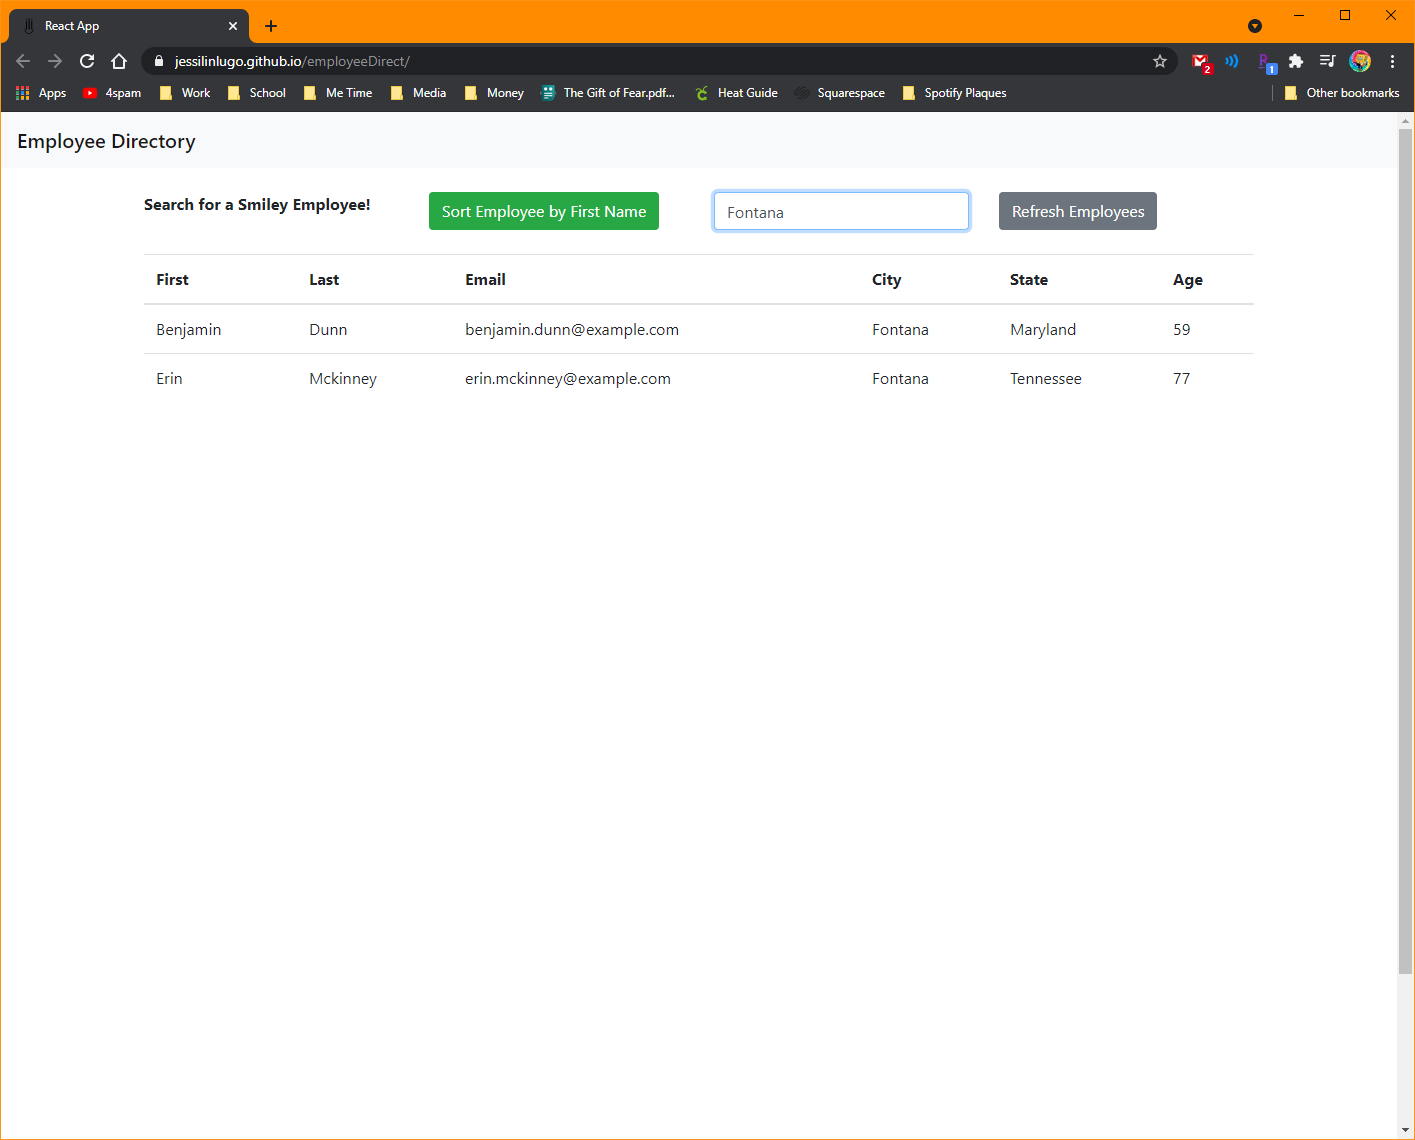 React App
jessilinlugo.github.io/employeeDirect/
2
1
Apps 4spam Work School Me Time Media Money The Gift of Fear.pdf... Heat Guide Squarespace Spotify Plaques Other bookmarks
Employee Directory
Search for a Smiley Employee! Sort Employee by First Name Fontana Refresh Employees
First Last Email City State Age
Benjamin Dunn benjamin.dunn@example.com Fontana Maryland 59
Erin Mckinney erin.mckinney@example.com Fontana Tennessee 77